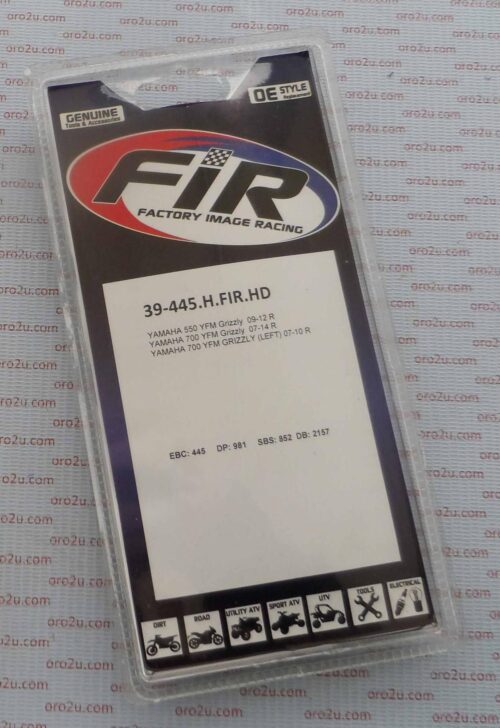 GENUINE
Tools & Accessories
OE STYLE
Replacement
FiR
FACTORY IMAGE RACING
39-445.H.FIR.HD
YAMAHA 550 YFM Grizzly 09-12 R
YAMAHA 700 YFM Grizzly 07-14 R
YAMAHA 700 YFM GRIZZLY (LEFT) 07-10 R
EBC: 445 DP: 981 SBS: 852 DB: 2157
DIRT
ROAD
UTILITY ATV
SPORT ATV
UTV
TOOLS
ELECTRICAL
oro2u.com